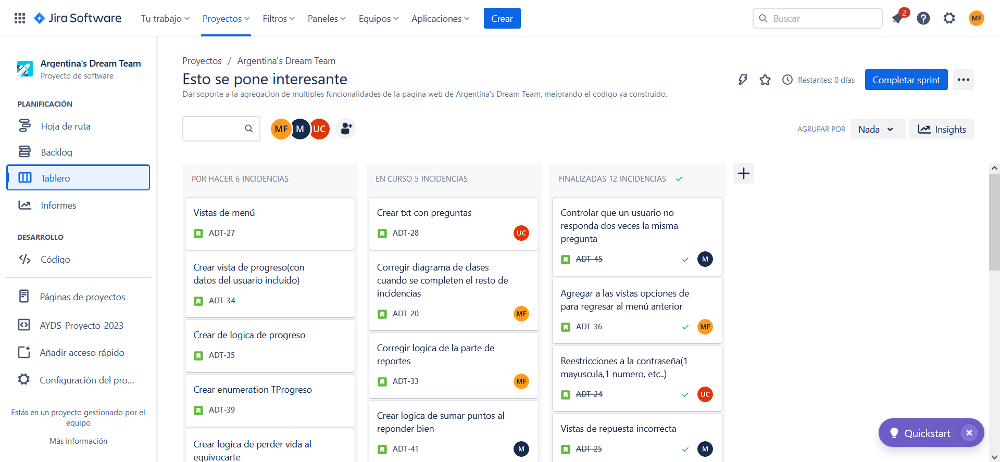 Jira Software
Tu trabajo
Proyectos
Filtros
Paneles
Equipos
Aplicaciones
Crear
Buscar
2
MF
Argentina's Dream Team
Proyecto de software
PLANIFICACIÓN
Hoja de ruta
Backlog
Tablero
Informes
DESARROLLO
Código
Páginas de proyectos
AYDS-Proyecto-2023
Añadir acceso rápido
Configuración del pro...
Estás en un proyecto gestionado por el
equipo
Más información
Proyectos / Argentina's Dream Team
Esto se pone interesante
Dar soporte a la agregacion de multiples funcionalidades de la pagina web de Argentina's Dream Team, mejorando el codigo ya construido.
Restantes: 0 días
Completar sprint
MF
M
UC
AGRUPAR POR
Nada
Insights
POR HACER 6 INCIDENCIAS
Vistas de menú
ADT-27
Crear vista de progreso(con
datos del usuario incluido)
ADT-34
Crear de logica de progreso
ADT-35
Crear enumeration TProgreso
ADT-39
Crear logica de perder vida al
equivocarte
EN CURSO 5 INCIDENCIAS
Crear txt con preguntas
ADT-28
UC
Corregir diagrama de clases
cuando se completen el resto de
incidencias
ADT-20
MF
Corregir logica de la parte de
reportes
ADT-33
MF
Crear logica de sumar puntos al
reponder bien
ADT-41
M
FINALIZADAS 12 INCIDENCIAS
Controlar que un usuario no
responda dos veces la misma
pregunta
ADT-45
M
Agregar a las vistas opciones de
para regresar al menú anterior
ADT-36
MF
Reestricciones a la contraseña(1
mayuscula,1 numero, etc..)
ADT-24
UC
Vistas de repuesta incorrecta
ADT-25
M
Quickstart